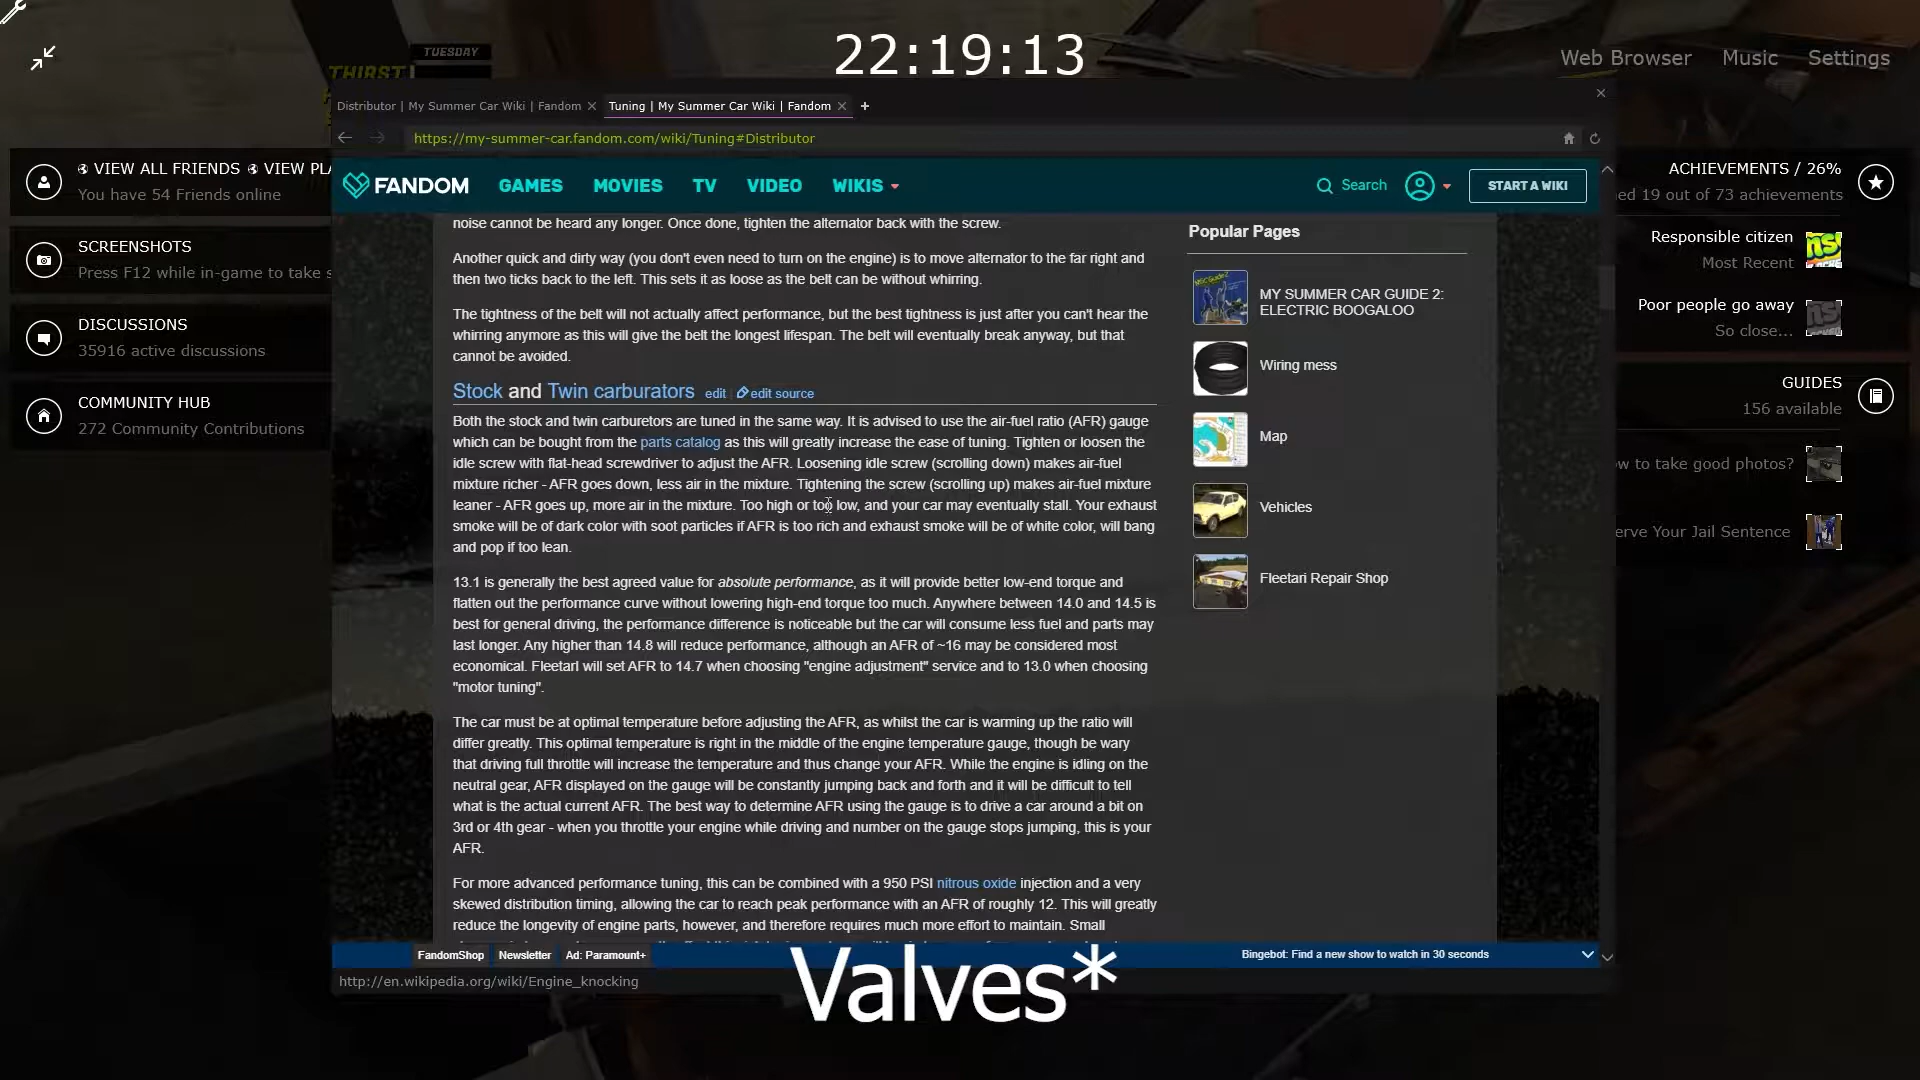 TUESDAY
THIRST
22:19:13
Web Browser Music Settings
Distributor | My Summer Car Wiki | Fandom
Tuning | My Summer Car Wiki | Fandom
https://my-summer-car.fandom.com/wiki/Tuning#Distributor
VIEW ALL FRIENDS VIEW PLA
You have 54 Friends online
SCREENSHOTS
Press F12 while in-game to take s
DISCUSSIONS
35916 active discussions
COMMUNITY HUB
272 Community Contributions
FANDOM GAMES MOVIES TV VIDEO WIKIS Search START A WIKI
noise cannot be heard any longer. Once done, tighten the alternator back with the screw.
Another quick and dirty way (you don't even need to turn on the engine) is to move alternator to the far right and
then two ticks back to the left. This sets it as loose as the belt can be without whirring.
The tightness of the belt will not actually affect performance, but the best tightness is just after you can't hear the
whirring anymore as this will give the belt the longest lifespan. The belt will eventually break anyway, but that
cannot be avoided.
Stock and Twin carburators edit edit source
Both the stock and twin carburetors are tuned in the same way. It is advised to use the air-fuel ratio (AFR) gauge
which can be bought from the parts catalog as this will greatly increase the ease of tuning. Tighten or loosen the
idle screw with flat-head screwdriver to adjust the AFR. Loosening idle screw (scrolling down) makes air-fuel
mixture richer - AFR goes down, less air in the mixture. Tightening the screw (scrolling up) makes air-fuel mixture
leaner - AFR goes up, more air in the mixture. Too high or too low, and your car may eventually stall. Your exhaust
smoke will be of dark color with soot particles if AFR is too rich and exhaust smoke will be of white color, will bang
and pop if too lean.
13.1 is generally the best agreed value for absolute performance, as it will provide better low-end torque and
flatten out the performance curve without lowering high-end torque too much. Anywhere between 14.0 and 14.5 is
best for general driving, the performance difference is noticeable but the car will consume less fuel and parts may
last longer. Any higher than 14.8 will reduce performance, although an AFR of ~16 may be considered most
economical. Fleetari will set AFR to 14.7 when choosing "engine adjustment" service and to 13.0 when choosing
"motor tuning".
The car must be at optimal temperature before adjusting the AFR, as whilst the car is warming up the ratio will
differ greatly. This optimal temperature is right in the middle of the engine temperature gauge, though be wary
that driving full throttle will increase the temperature and thus change your AFR. While the engine is idling on the
neutral gear, AFR displayed on the gauge will be constantly jumping back and forth and it will be difficult to tell
what is the actual current AFR. The best way to determine AFR using the gauge is to drive a car around a bit on
3rd or 4th gear - when you throttle your engine while driving and number on the gauge stops jumping, this is your
AFR.
For more advanced performance tuning, this can be combined with a 950 PSI nitrous oxide injection and a very
skewed distribution timing, allowing the car to reach peak performance with an AFR of roughly 12. This will greatly
reduce the longevity of engine parts, however, and therefore requires much more effort to maintain. Small
Popular Pages
MY SUMMER CAR GUIDE 2:
ELECTRIC BOOGALOO
Wiring mess
Map
Vehicles
Fleetari Repair Shop
ACHIEVEMENTS / 26%
ed 19 out of 73 achievements
Responsible citizen
Most Recent
Poor people go away
So close...
GUIDES
156 available
w to take good photos?
erve Your Jail Sentence
FandomShop Newsletter Ad: Paramount+ Bingebot: Find a new show to watch in 30 seconds
http://en.wikipedia.org/wiki/Engine_knocking
Valves*